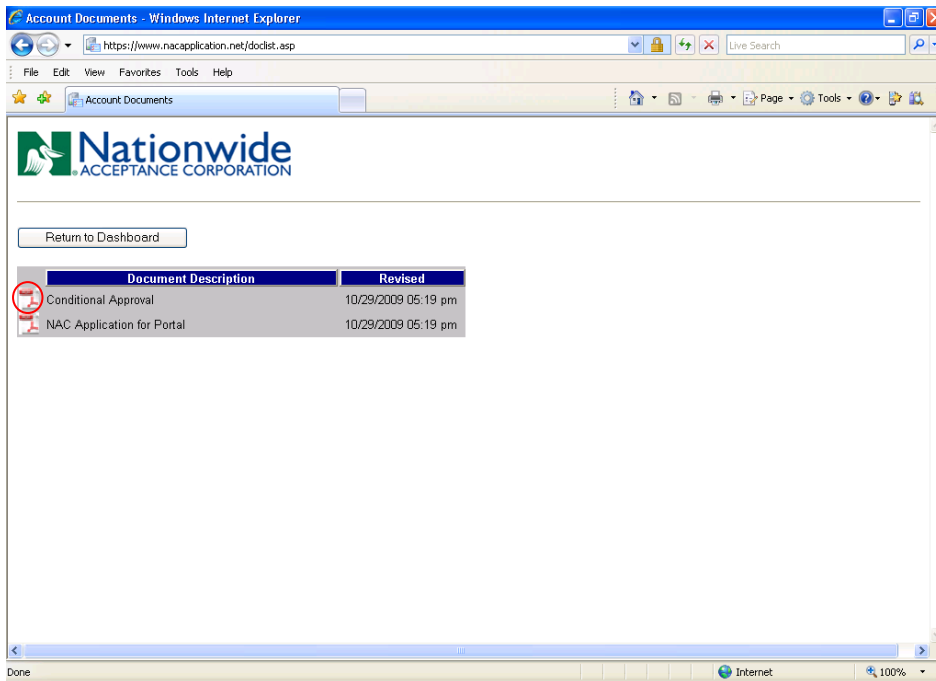 Account Documents - Windows Internet Explorer
https://www.nacapplication.net/doclist.asp
Live Search
File Edit View Favorites Tools Help
Account Documents
Page Tools
Nationwide
ACCEPTANCE CORPORATION
Return to Dashboard
Document Description Revised
Conditional Approval 10/29/2009 05:19 pm
NAC Application for Portal 10/29/2009 05:19 pm
Done Internet 100%